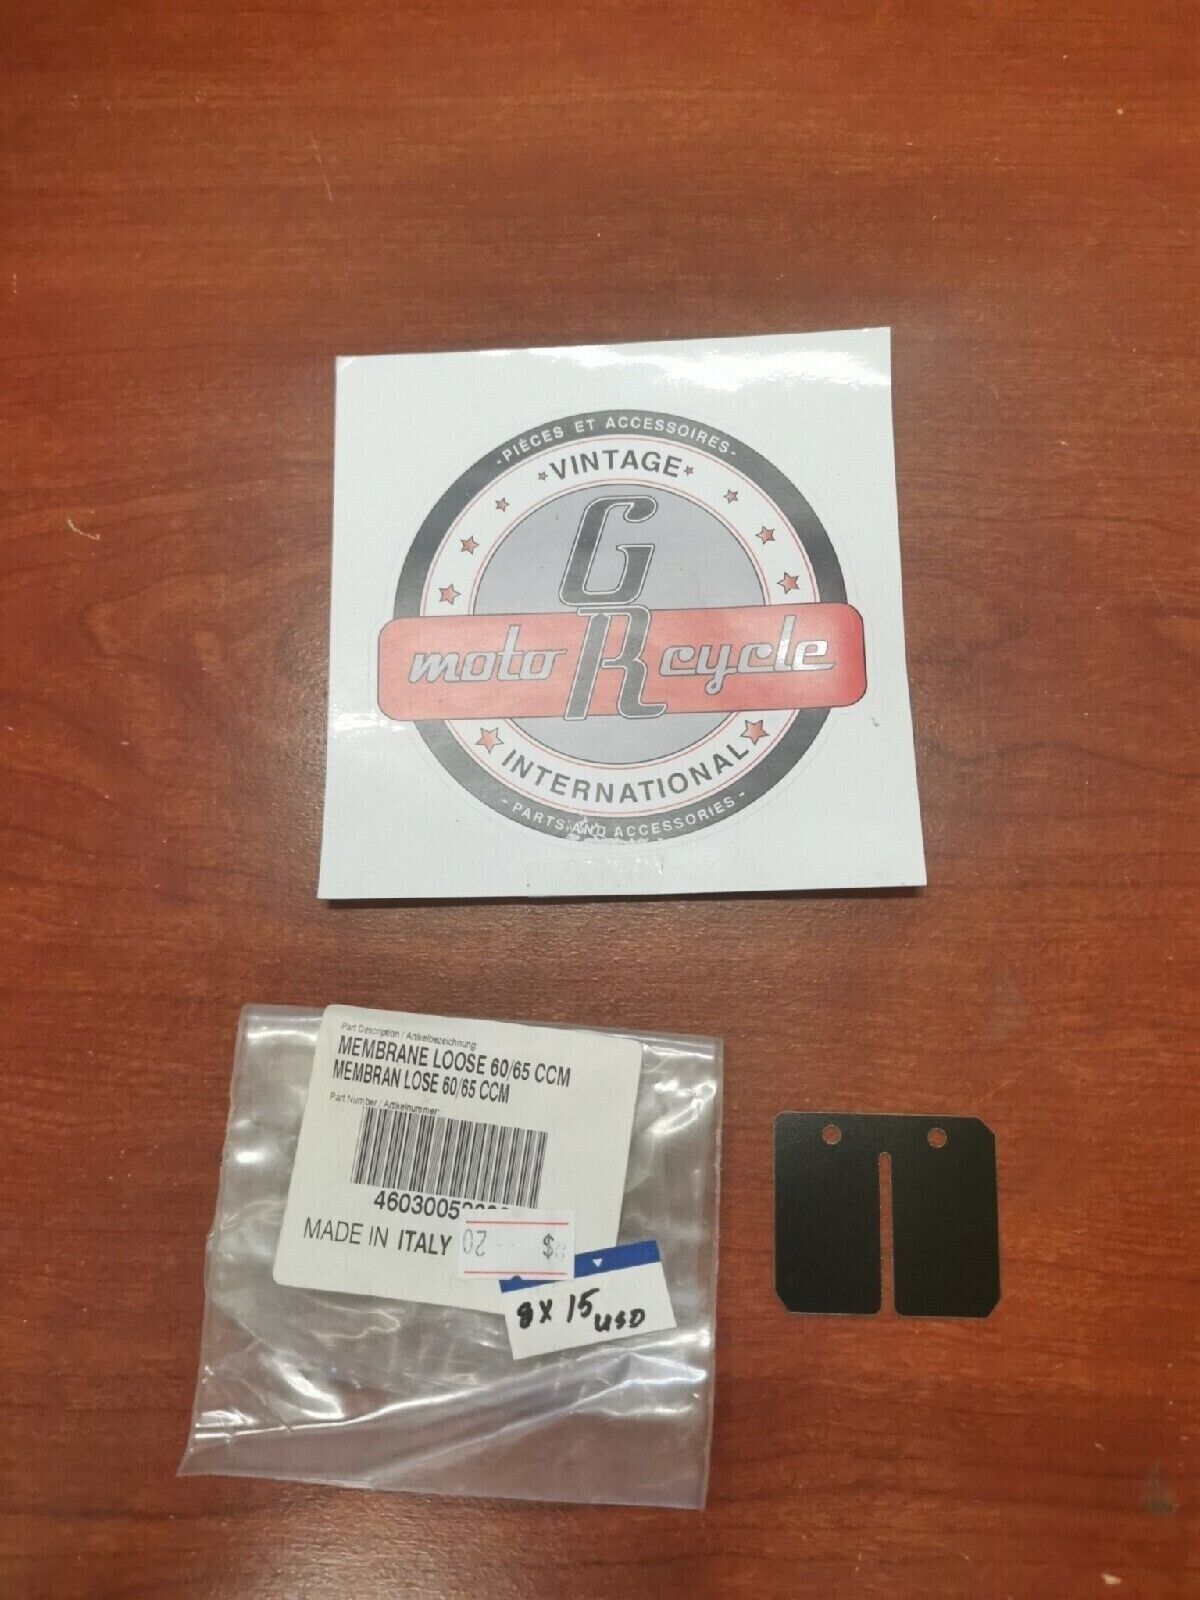 - PIÈCES ET ACCESSOIRES -
VINTAGE
G
R
moto cycle
INTERNATIONAL
- PARTS AND ACCESSORIES -
Part Description / Artikelbezeichnung:
MEMBRANE LOOSE 60/65 CCM
MEMBRAN LOSE 60/65 CCM
Part Number / Artikelnummer:
MADE IN ITALY
8 X 15 USD